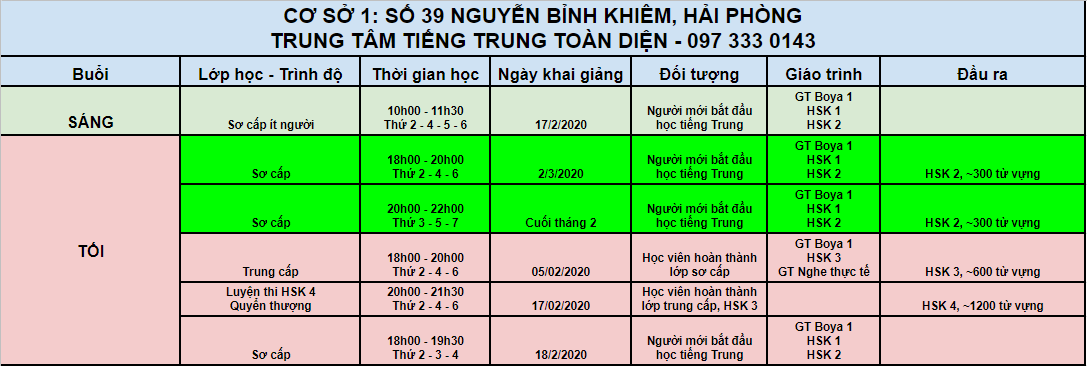 CƠ SỞ 1: SỐ 39 NGUYỄN BỈNH KHIÊM, HẢI PHÒNG
TRUNG TÂM TIẾNG TRUNG TOÀN DIỆN - 097 333 0143
Buổi Lớp học - Trình độ Thời gian học Ngày khai giảng Đối tượng Giáo trình Đầu ra
SÁNG
Sơ cấp ít người
10h00 - 11h30
Thứ 2 - 4 - 5 - 6
17/2/2020
Người mới bắt đầu
học tiếng Trung
GT Boya 1
HSK 1
HSK 2
TỐI
Sơ cấp
18h00 - 20h00
Thứ 2 - 4 - 6
2/3/2020
Người mới bắt đầu
học tiếng Trung
GT Boya 1
HSK 1
HSK 2
HSK 2, ~300 từ vựng
Sơ cấp
20h00 - 22h00
Thứ 3 - 5 - 7
Cuối tháng 2
Người mới bắt đầu
học tiếng Trung
GT Boya 1
HSK 1
HSK 2
HSK 2, ~300 từ vựng
Trung cấp
18h00 - 20h00
Thứ 2 - 4 - 6
05/02/2020
Học viên hoàn thành
lớp sơ cấp
GT Boya 1
HSK 3
GT Nghe thực tế
HSK 3, ~600 từ vựng
Luyện thi HSK 4
Quyển thượng
20h00 - 21h30
Thứ 2 - 4 - 6
17/02/2020
Học viên hoàn thành
lớp trung cấp, HSK 3
HSK 4, ~1200 từ vựng
Sơ cấp
18h00 - 19h30
Thứ 2 - 3 - 4
18/2/2020
Người mới bắt đầu
học tiếng Trung
GT Boya 1
HSK 1
HSK 2